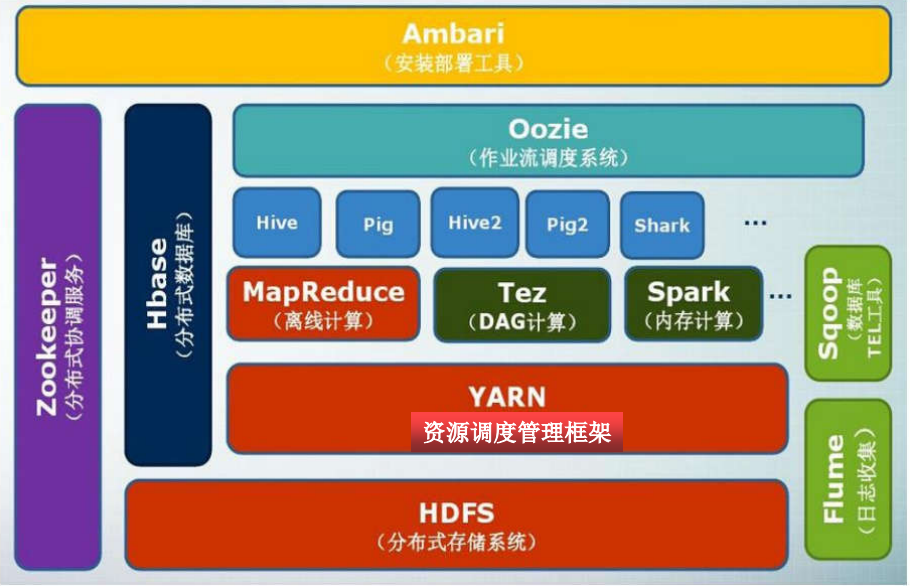 Ambari
（安装部署工具）
Zookeeper
（分布式协调服务）
Hbase
（分布式数据库）
Oozie
（作业流调度系统）
Hive
Pig
Hive2
Pig2
Shark
...
MapReduce
（离线计算）
Tez
（DAG计算）
Spark
（内存计算）
...
Sqoop
（数据库
TEL工具）
YARN
资源调度管理框架
Flume
（日志收集）
HDFS
（分布式存储系统）